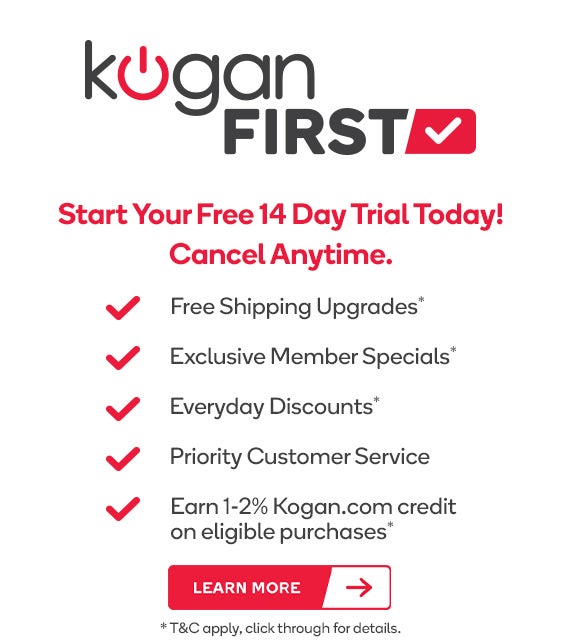 kogan
FIRST
Start Your Free 14 Day Trial Today!
Cancel Anytime.
Free Shipping Upgrades*
Exclusive Member Specials*
Everyday Discounts*
Priority Customer Service
Earn 1-2% Kogan.com credit
on eligible purchases*
LEARN MORE
* T&C apply, click through for details.